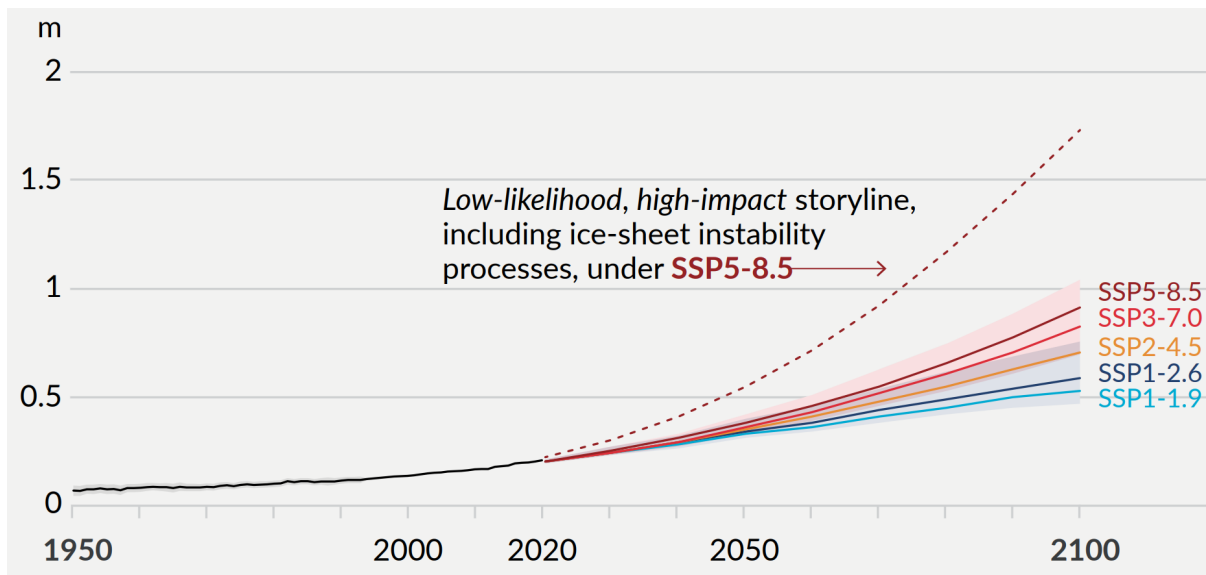 m
2
1.5
Low-likelihood, high-impact storyline,
including ice-sheet instability
processes, under SSP5-8.5
1
SSP5-8.5
SSP3-7.0
SSP2-4.5
SSP1-2.6
SSP1-1.9
0.5
0
1950 2000 2020 2050 2100